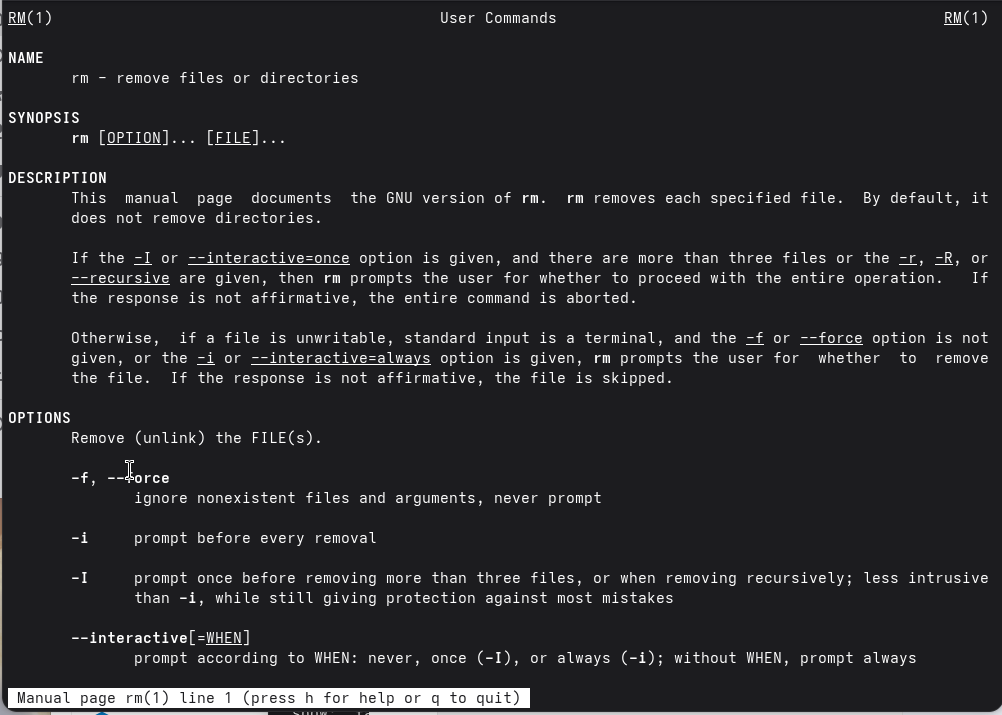 RM(1) User Commands RM(1)
NAME
rm - remove files or directories
SYNOPSIS
rm [OPTION]... [FILE]...
DESCRIPTION
This manual page documents the GNU version of rm. rm removes each specified file. By default, it
does not remove directories.
If the -I or --interactive=once option is given, and there are more than three files or the -r, -R, or
--recursive are given, then rm prompts the user for whether to proceed with the entire operation. If
the response is not affirmative, the entire command is aborted.
Otherwise, if a file is unwritable, standard input is a terminal, and the -f or --force option is not
given, or the -i or --interactive=always option is given, rm prompts the user for whether to remove
the file. If the response is not affirmative, the file is skipped.
OPTIONS
Remove (unlink) the FILE(s).
-f, --force
ignore nonexistent files and arguments, never prompt
-i prompt before every removal
-I prompt once before removing more than three files, or when removing recursively; less intrusive
than -i, while still giving protection against most mistakes
--interactive[=WHEN]
prompt according to WHEN: never, once (-I), or always (-i); without WHEN, prompt always
Manual page rm(1) line 1 (press h for help or q to quit)